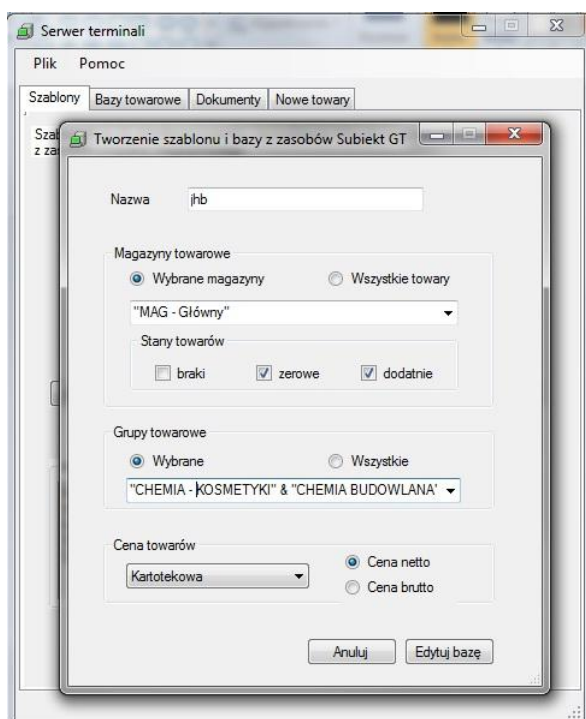 Serwer terminali
Plik Pomoc
Szablony Bazy towarowe Dokumenty Nowe towary
z za
Tworzenie szablonu i bazy z zasobów Subiekt GT
Nazwa jhb
Magazyny towarowe
Wybrane magazyny Wszystkie towary
"MAG - Główny"
Stany towarów
braki zerowe dodatnie
Grupy towarowe
Wybrane Wszystkie
"CHEMIA - KOSMETYKI" & "CHEMIA BUDOWLANA"
Cena towarów
Kartotekowa Cena netto
Cena brutto
Anuluj Edytuj bazę